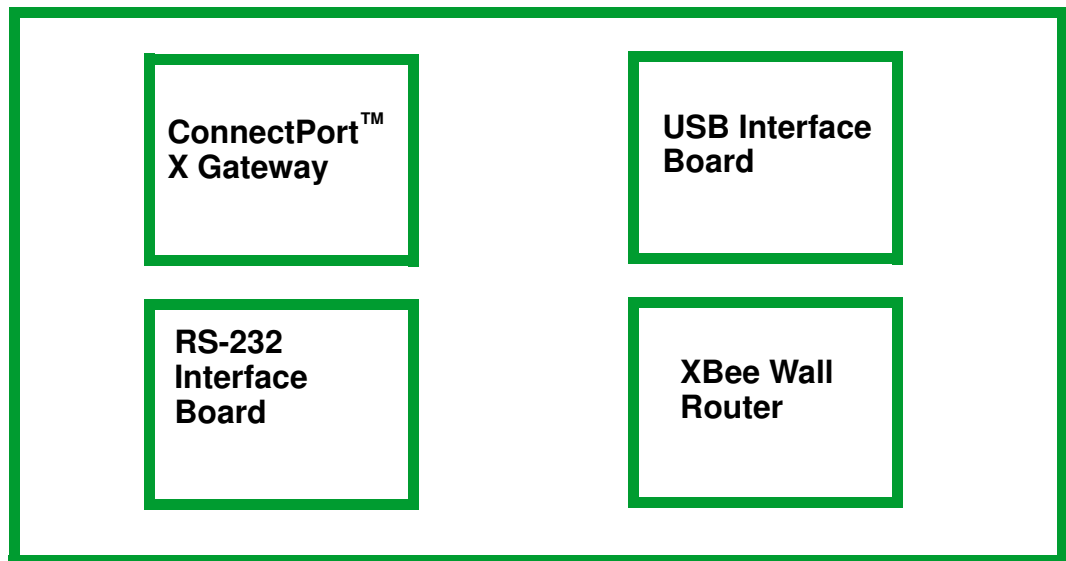 ConnectPort™
X Gateway
USB Interface
Board
RS-232
Interface
Board
XBee Wall
Router